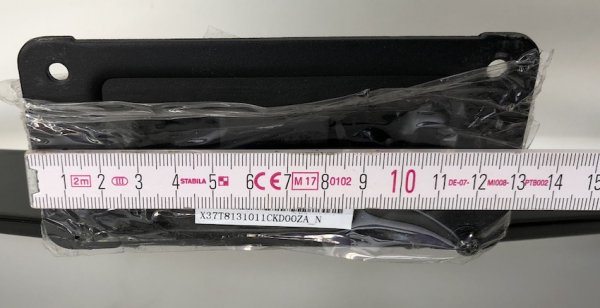 1 2m 2 III 3 4 STABILA 5 6 CE 7 M 17 8 0102 9 10 11 DE-07- 12 MI008- 13 PTB002 14 15
X37T8131011CKD00ZA_N